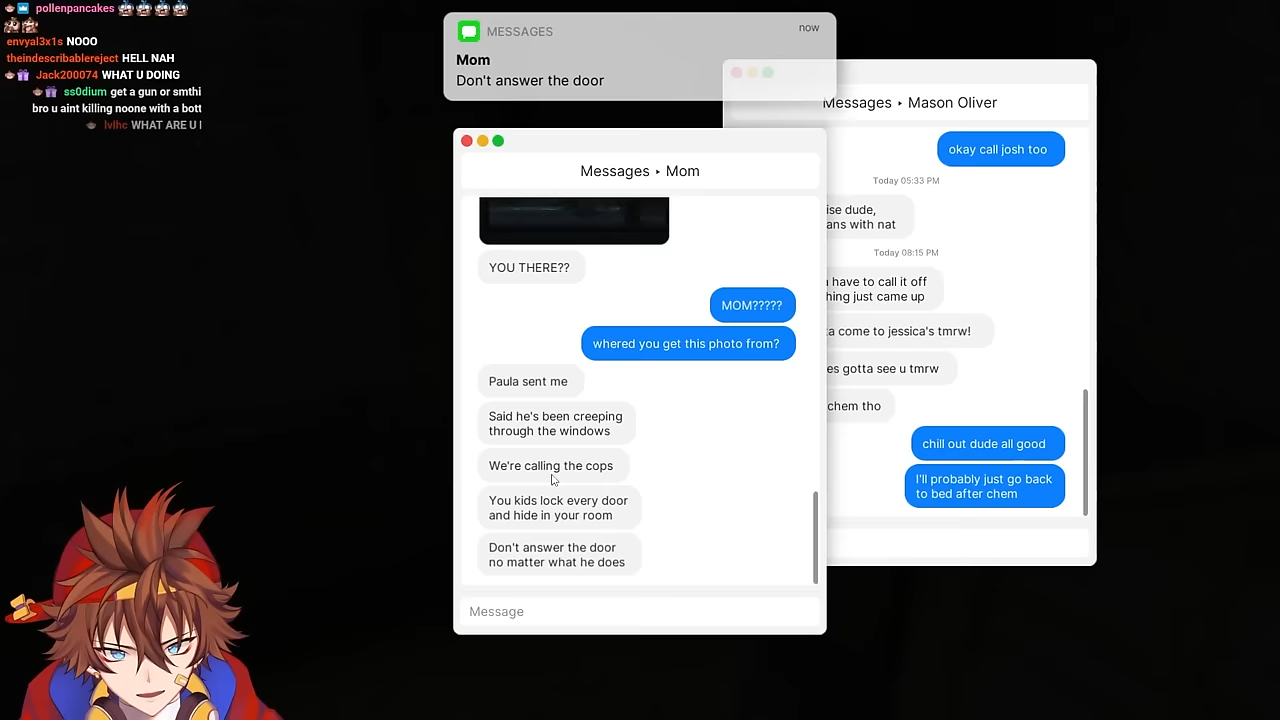 pollenpancakes
envyal3x1s NOOO
theindescribablereject HELL NAH
Jack200074 WHAT U DOING
ss0dium get a gun or smthi
bro u aint killing noone with a bott
lvlhc WHAT ARE U I
MESSAGES
now
Mom
Don't answer the door
Messages ‣ Mom
YOU THERE??
MOM?????
whered you get this photo from?
Paula sent me
Said he's been creeping
through the windows
We're calling the cops
You kids lock every door
and hide in your room
Don't answer the door
no matter what he does
Message
Messages ‣ Mason Oliver
okay call josh too
Today 05:33 PM
ise dude,
ans with nat
Today 08:15 PM
have to call it off
hing just came up
a come to jessica's tmrw!
es gotta see u tmrw
chem tho
chill out dude all good
I'll probably just go back
to bed after chem